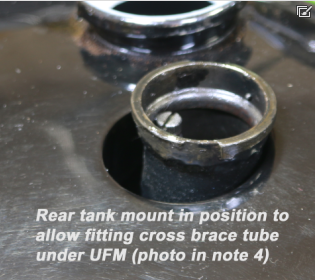 Rear tank mount in position to
allow fitting cross brace tube
under UFM (photo in note 4)